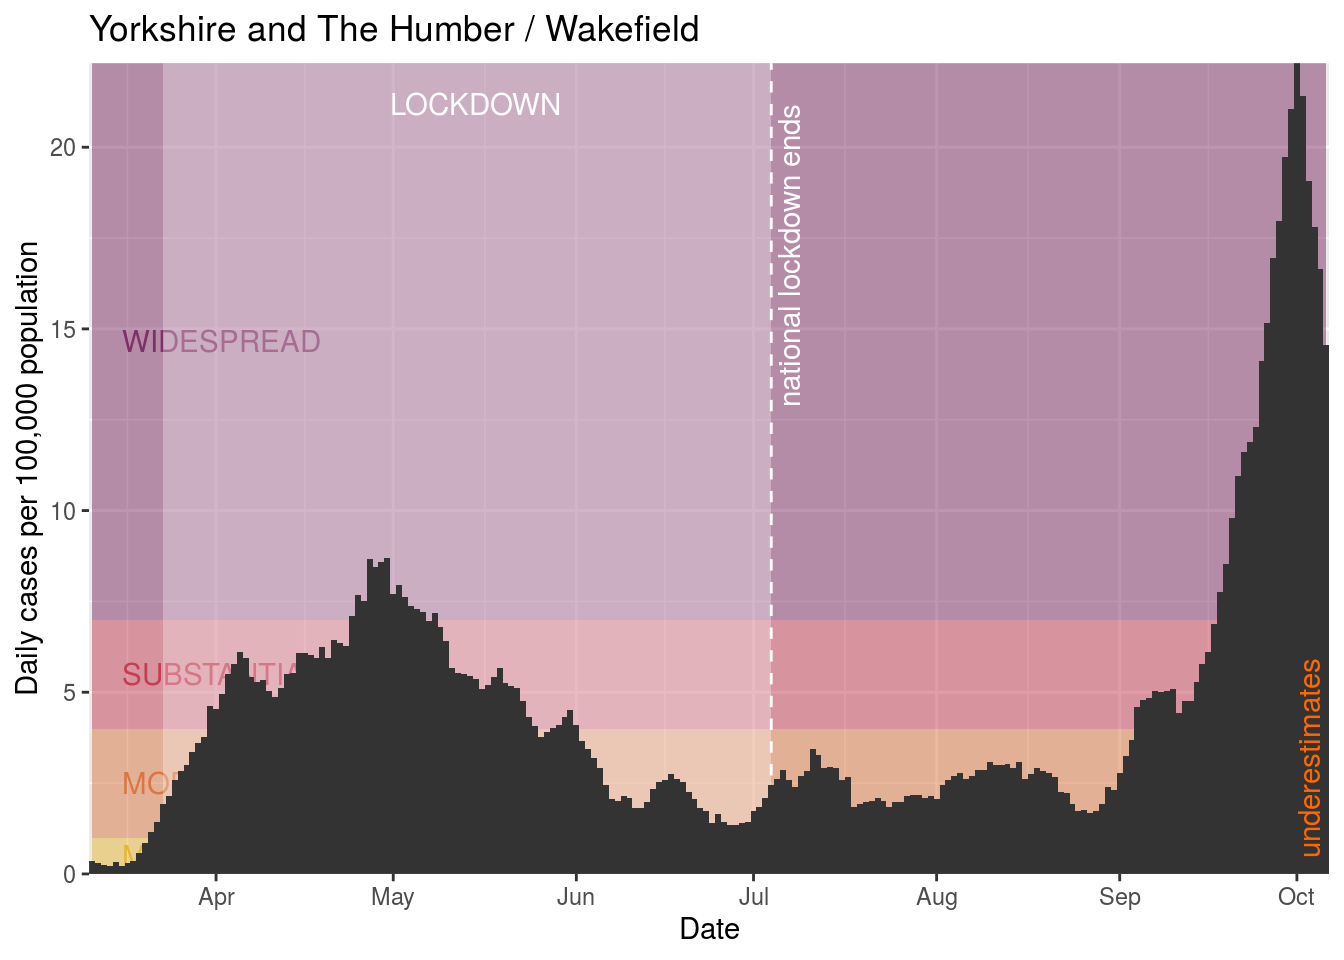 Yorkshire and The Humber / Wakefield
Daily cases per 100,000 population
20
15
10
5
0
LOCKDOWN
national lockdown ends
WIDESPREAD
underestimates
Apr
May
Jun
Jul
Aug
Sep
Oct
Date